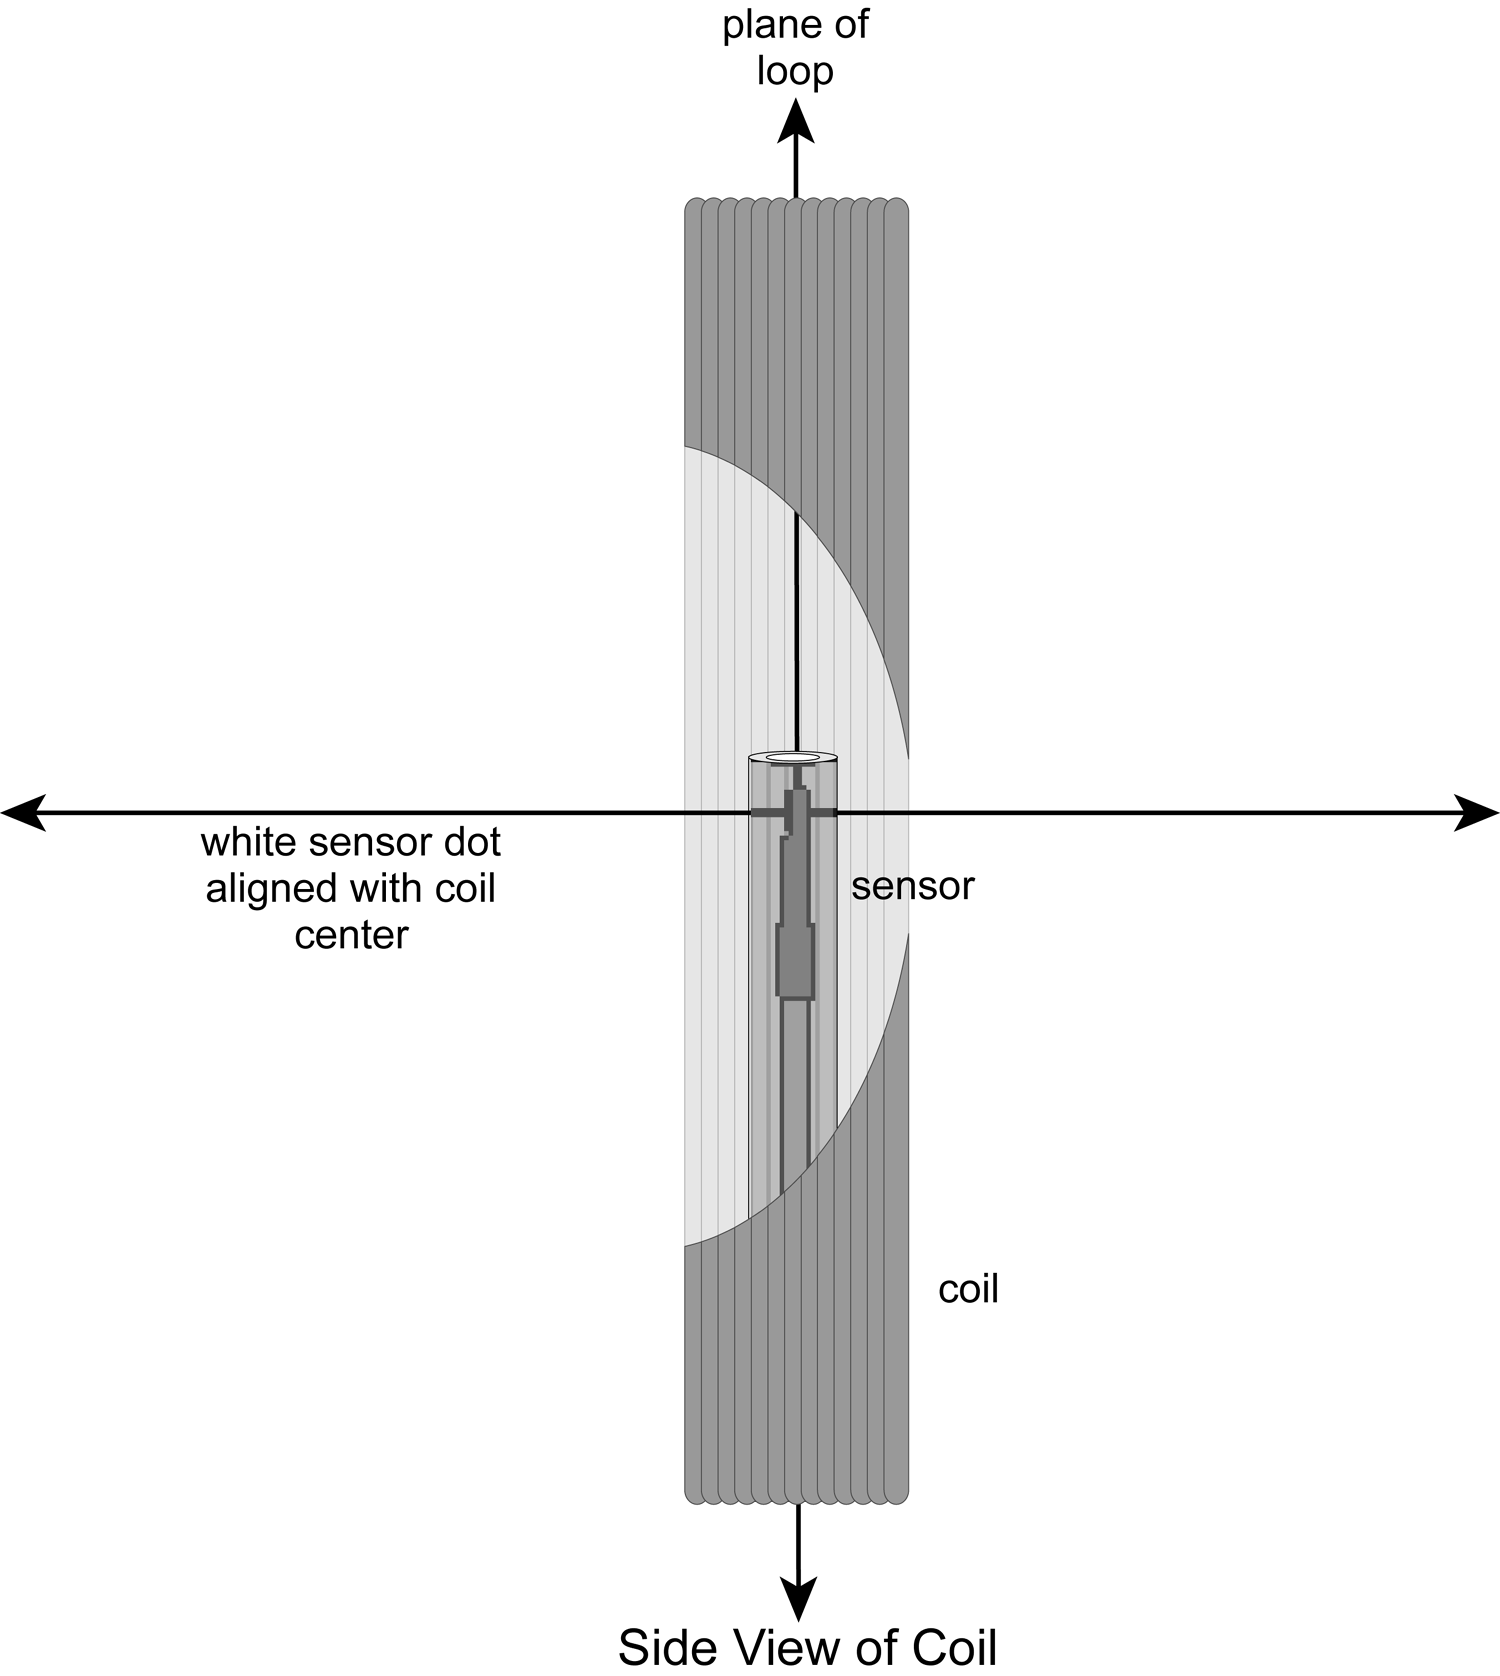 plane of
loop
white sensor dot
aligned with coil
center
sensor
coil
Side View of Coil